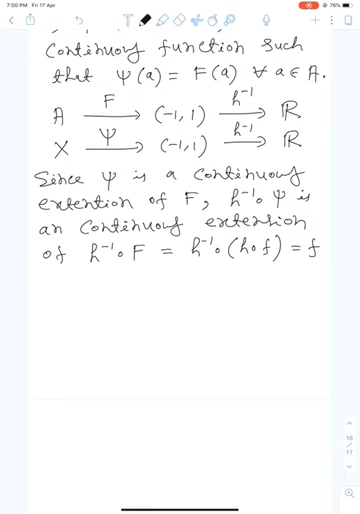 7:00 PM Fri 17 Apr
76%
Continuous function such
that Ψ(a) = F(a) ∀ a ∈ A.
A —F→ (-1, 1) —h⁻¹→ ℝ
X —Ψ→ (-1, 1) —h⁻¹→ ℝ
Since Ψ is a continuous
extention of F, h⁻¹∘Ψ is
an continuous extension
of h⁻¹∘F = h⁻¹∘(h∘f) = f
16
/
17